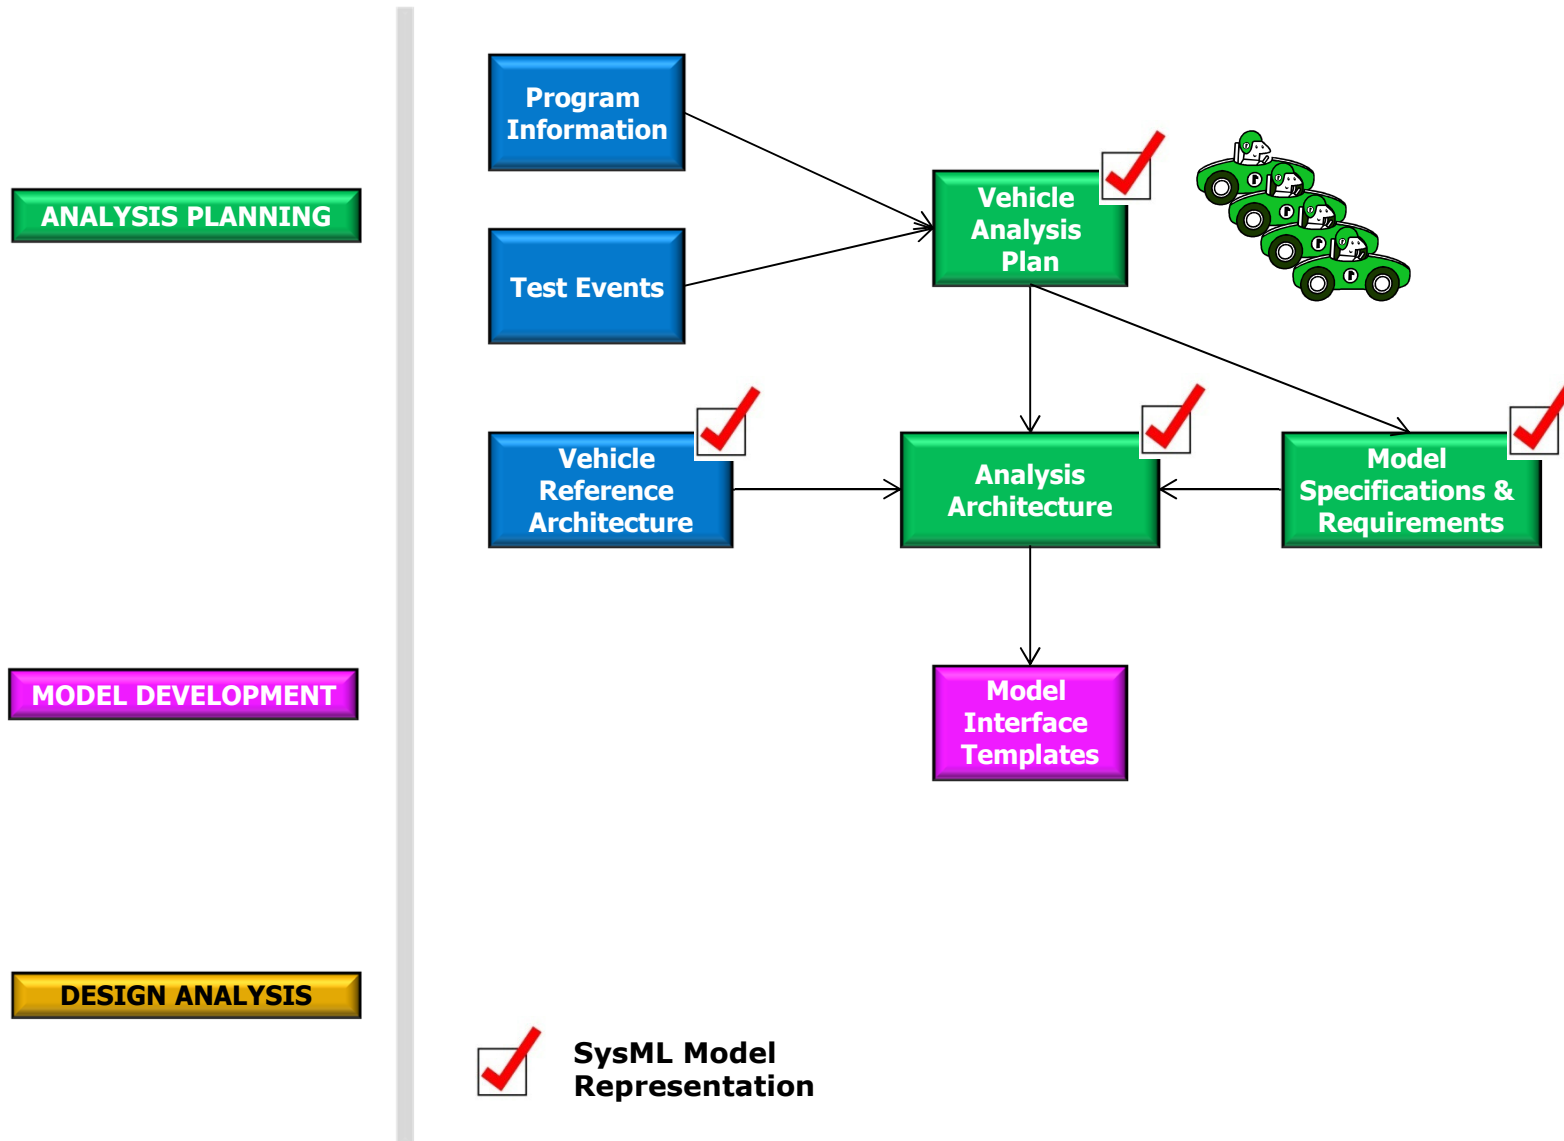 Program
Information
ANALYSIS PLANNING
Vehicle
Analysis
Plan
Test Events
Vehicle
Reference
Architecture
Analysis
Architecture
Model
Specifications &
Requirements
MODEL DEVELOPMENT
Model
Interface
Templates
DESIGN ANALYSIS
SysML Model
Representation